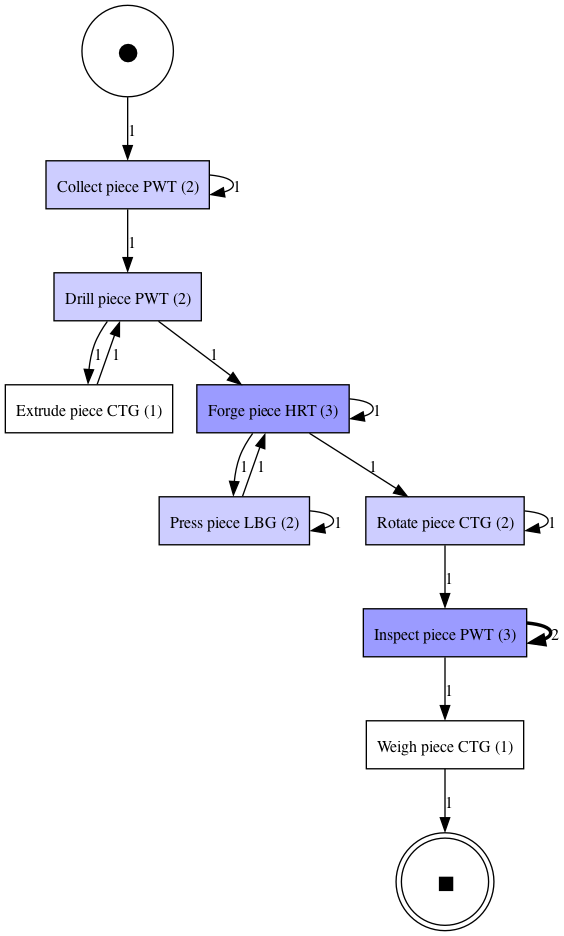 1
Collect piece PWT (2)
1
1
Drill piece PWT (2)
1
1
1
Extrude piece CTG (1)
Forge piece HRT (3)
1
1
1
1
Press piece LBG (2)
1
Rotate piece CTG (2)
1
1
Inspect piece PWT (3)
2
1
Weigh piece CTG (1)
1